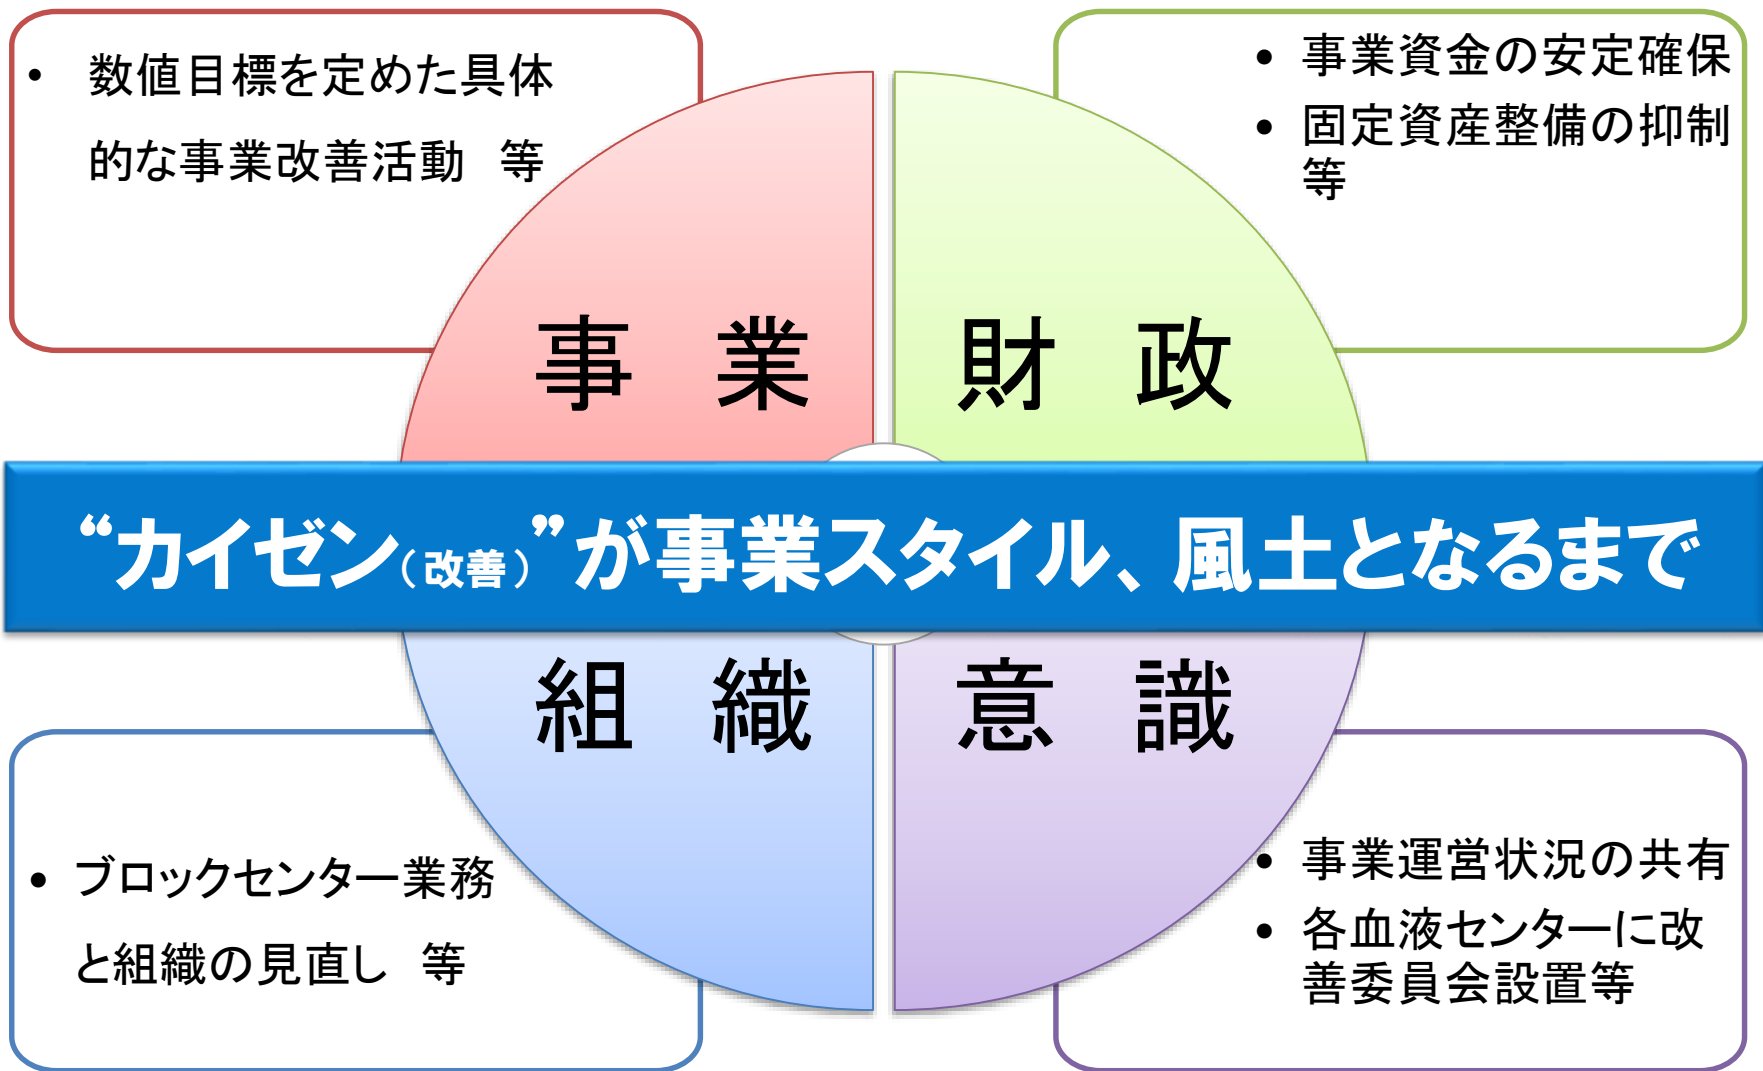 • 数値目標を定めた具体
的な事業改善活動　等
• 事業資金の安定確保
• 固定資産整備の抑制
等
事　業
財　政
“カイゼン（改善）”が事業スタイル、風土となるまで
組　織
意　識
• ブロックセンター業務
と組織の見直し　等
• 事業運営状況の共有
• 各血液センターに改
善委員会設置等